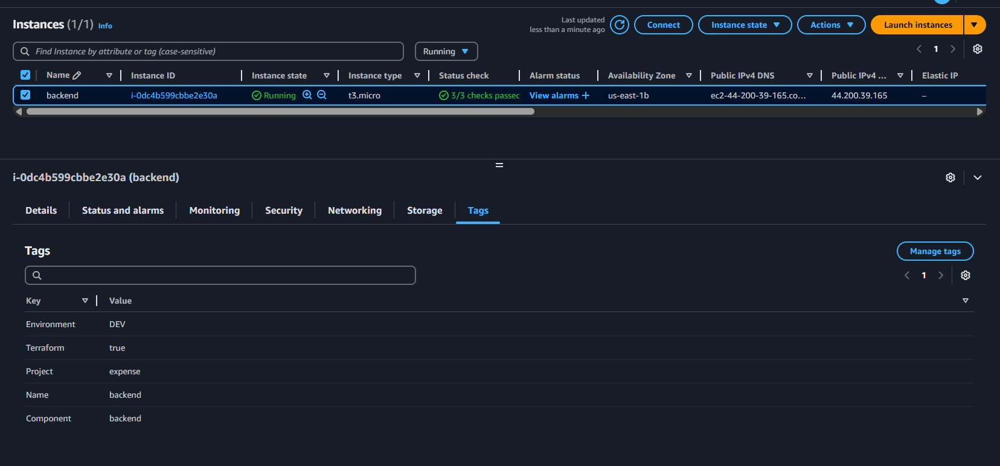 Instances (1/1) Info
Last updated
less than a minute ago
Connect Instance state Actions Launch instances
Find Instance by attribute or tag (case-sensitive) Running 1
Name Instance ID Instance state Instance type Status check Alarm status Availability Zone Public IPv4 DNS Public IPv4 ... Elastic IP
backend i-0dc4b599cbbe2e30a Running t3.micro 3/3 checks passec View alarms + us-east-1b ec2-44-200-39-165.co... 44.200.39.165 –
i-0dc4b599cbbe2e30a (backend)
Details Status and alarms Monitoring Security Networking Storage Tags
Tags Manage tags
1
Key Value
Environment DEV
Terraform true
Project expense
Name backend
Component backend